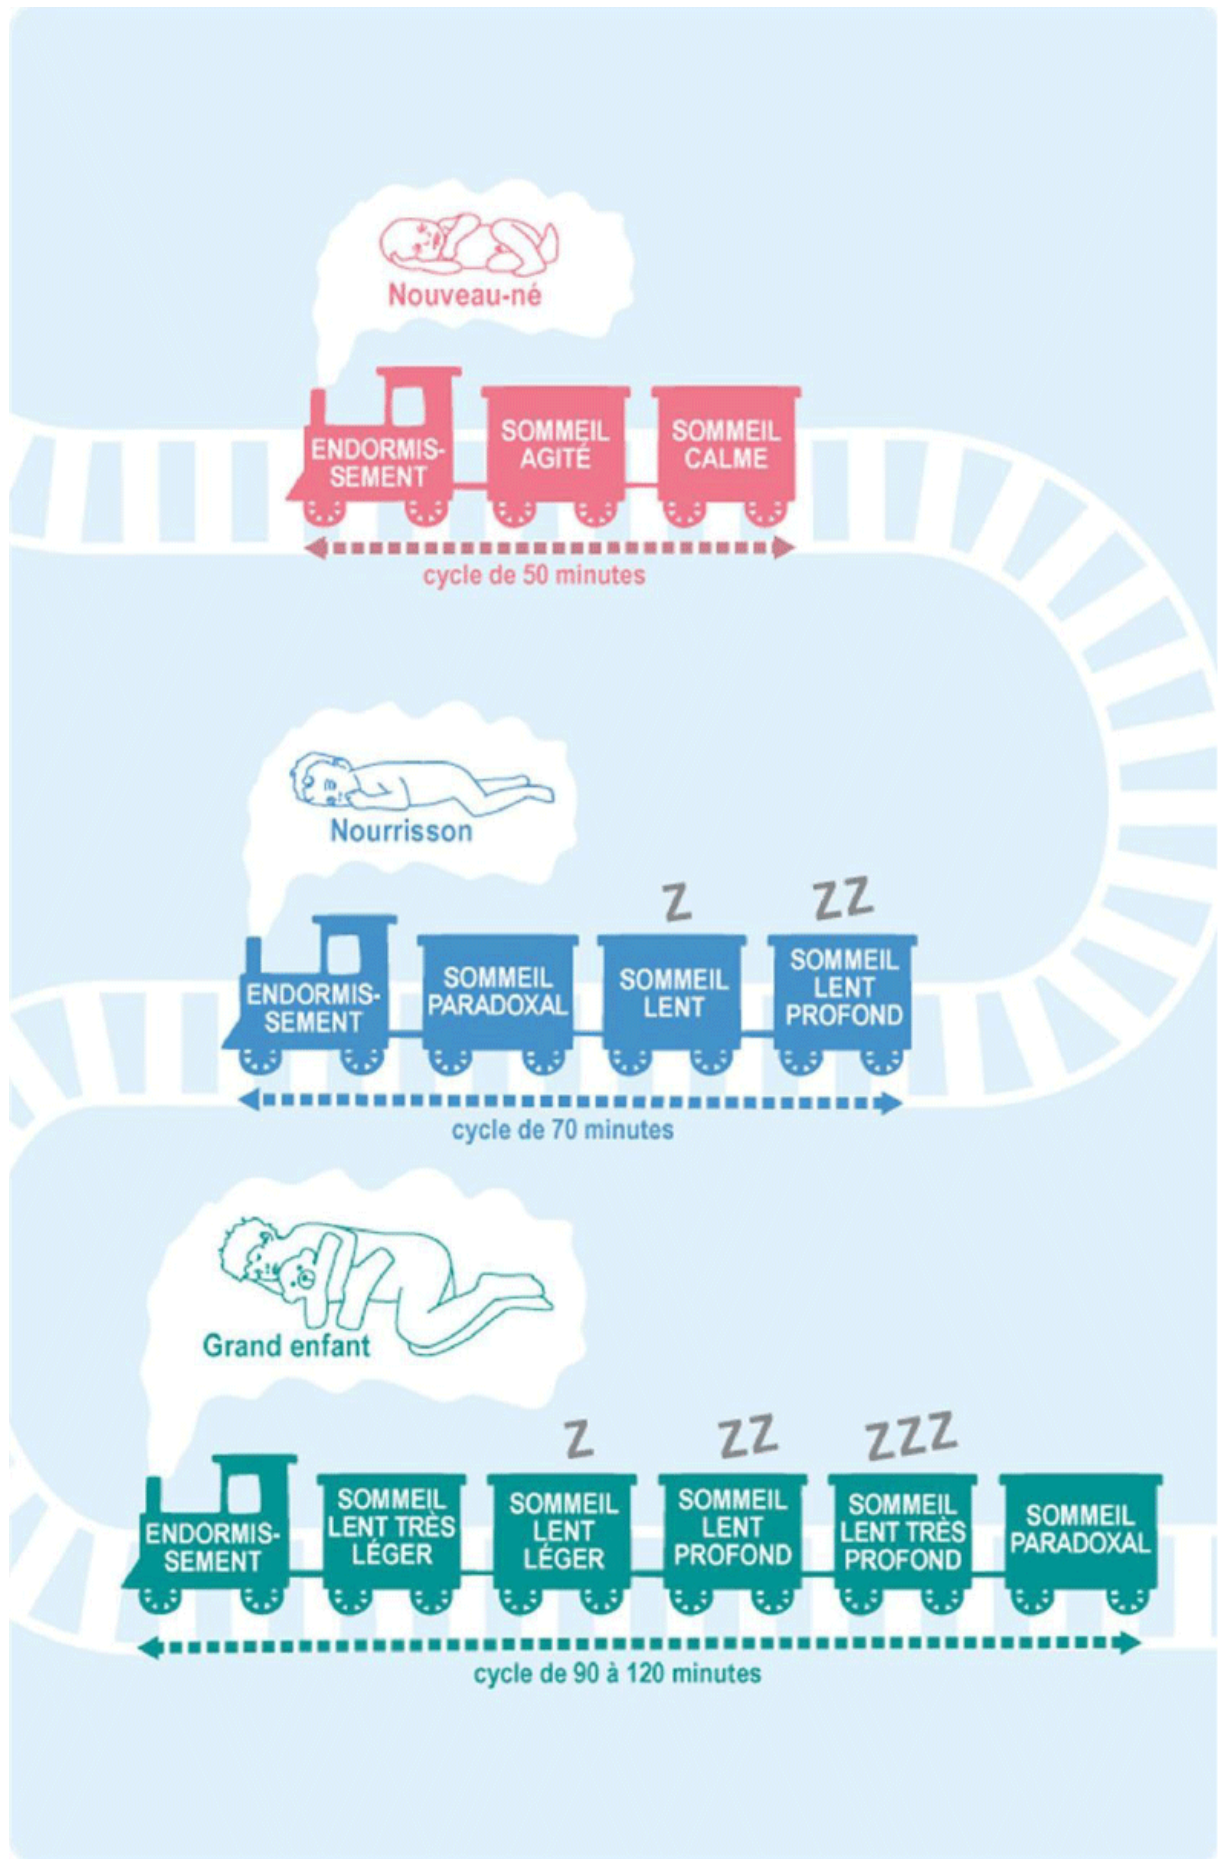 Nouveau-né
ENDORMIS-
SEMENT
SOMMEIL
AGITÉ
SOMMEIL
CALME
cycle de 50 minutes
Nourrisson
Z
ZZ
ENDORMIS-
SEMENT
SOMMEIL
PARADOXAL
SOMMEIL
LENT
SOMMEIL
LENT
PROFOND
cycle de 70 minutes
Grand enfant
Z
ZZ
ZZZ
ENDORMIS-
SEMENT
SOMMEIL
LENT TRÈS
LÉGER
SOMMEIL
LENT
LÉGER
SOMMEIL
LENT
PROFOND
SOMMEIL
LENT TRÈS
PROFOND
SOMMEIL
PARADOXAL
cycle de 90 à 120 minutes